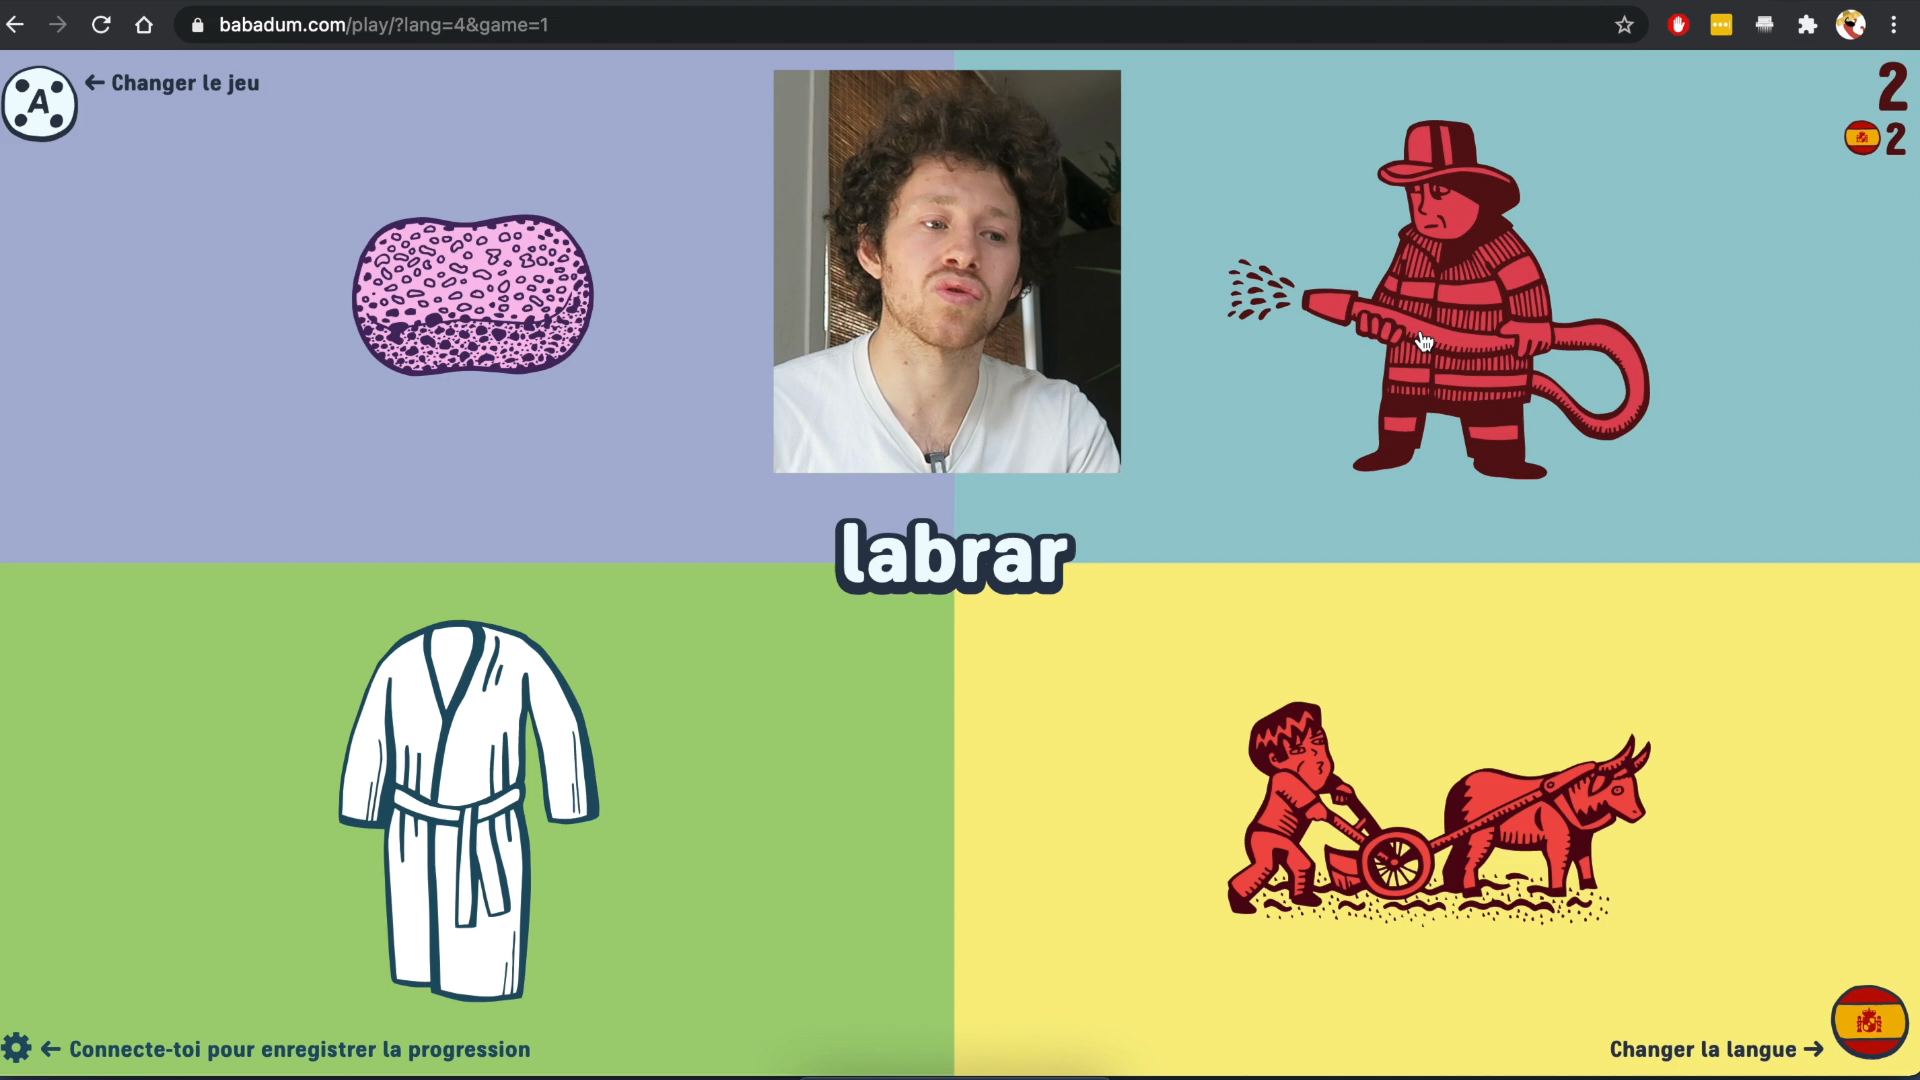 babadum.com/play/?lang=4&game=1
A
← Changer le jeu
2
2
labrar
← Connecte-toi pour enregistrer la progression
Changer la langue →